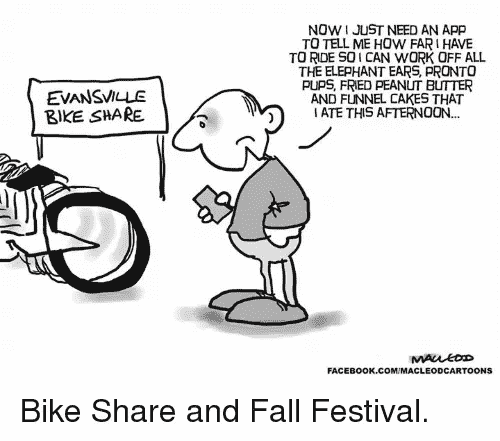 NOW I JUST NEED AN APP
TO TELL ME HOW FAR I HAVE
TO RIDE SO I CAN WORK OFF ALL
THE ELEPHANT EARS, PRONTO
PUPS, FRIED PEANUT BUTTER
AND FUNNEL CAKES THAT
I ATE THIS AFTERNOON...
EVANSVILLE
BIKE SHARE
MACLEOD
FACEBOOK.COM/MACLEODCARTOONS
Bike Share and Fall Festival.